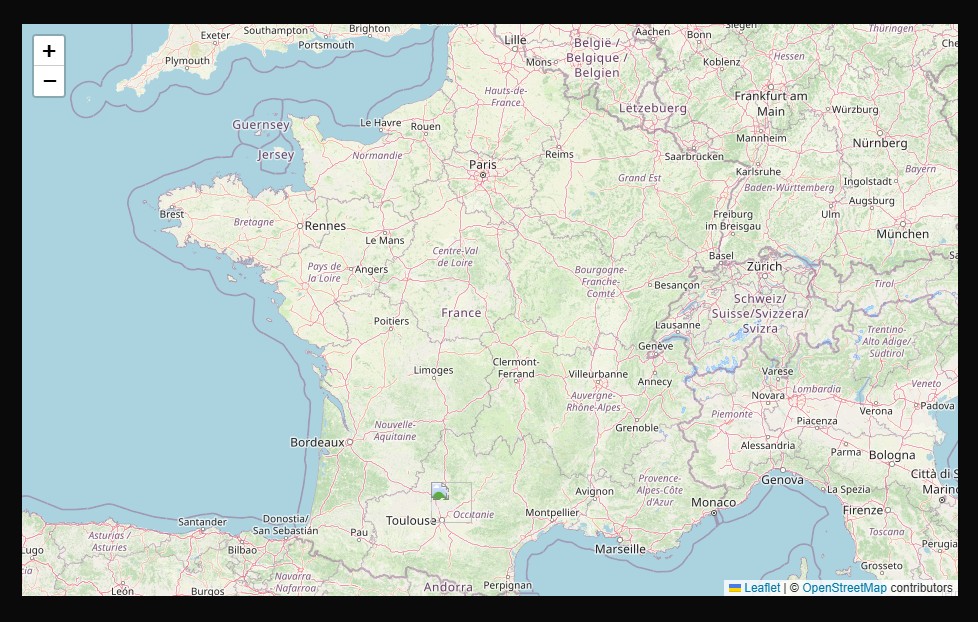 +
−
Exeter
Southampton
Brighton
Portsmouth
Plymouth
Siegen
Thüringen
Lille
België /
Belgique /
Belgien
Aachen
Bonn
Mons
Koblenz
Hessen
Hauts-de-
France
Lëtzebuerg
Frankfurt am
Main
Würzburg
Guernsey
Le Havre
Rouen
Mannheim
Nürnberg
Jersey
Normandie
Paris
Reims
Saarbrücken
Karlsruhe
Bayern
Grand Est
Baden-Württemberg
Ingolstadt
Augsburg
Brest
Bretagne
Rennes
Freiburg
im Breisgau
Ulm
München
Le Mans
Centre-Val
de Loire
Basel
Zürich
Pays de
la Loire
Angers
Bourgogne-
Franche-
Comté
Besançon
Tirol
Schweiz/
Suisse/Svizzera/
Svizra
France
Poitiers
Lausanne
Trentino-
Alto Adige/
Südtirol
Genève
Limoges
Clermont-
Ferrand
Villeurbanne
Annecy
Varese
Lombardia
Veneto
Auvergne-
Rhône-Alpes
Novara
Verona
Padova
Piemonte
Piacenza
Nouvelle-
Aquitaine
Grenoble
Bordeaux
Alessandria
Parma
Bologna
Provence-
Alpes-Côte
d'Azur
Genova
La Spezia
Avignon
Monaco
Firenze
Santander
Donostia/
San Sebastián
Toulouse
Occitanie
Montpellier
Pau
Asturias /
Asturies
Bilbao
Marseille
Toscana
Perugia
Grosseto
Navarra
Nafarroa
León
Burgos
Andorra
Perpignan
Leaflet | © OpenStreetMap contributors